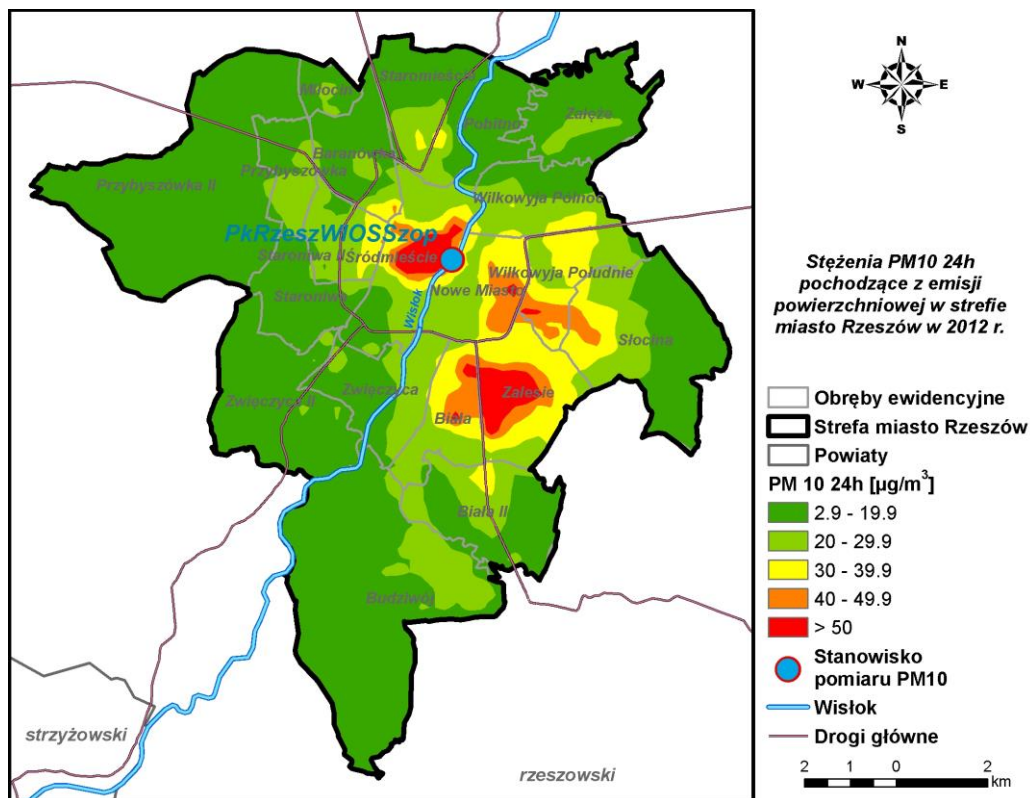 Staromieście
Miłocin
Załęże
Pobitno
Baranówka
Przybyszówka
Przybyszówka II
Wilkowyja Północ
PkRzeszWIOSSzop
Staroniwa II
Śródmieście
Wilkowyja Południe
Staroniwa
Nowe Miasto
Wisłok
Słocina
Zwięczyca
Zalesie
Zwięczyca II
Biała
Biała II
Budziwój
strzyżowski
rzeszowski
N
W E
S
Stężenia PM10 24h
pochodzące z emisji
powierzchniowej w strefie
miasto Rzeszów w 2012 r.
Obręby ewidencyjne
Strefa miasto Rzeszów
Powiaty
PM 10 24h [µg/m³]
2.9 - 19.9
20 - 29.9
30 - 39.9
40 - 49.9
> 50
Stanowisko
pomiaru PM10
Wisłok
Drogi główne
2 1 0 2
km